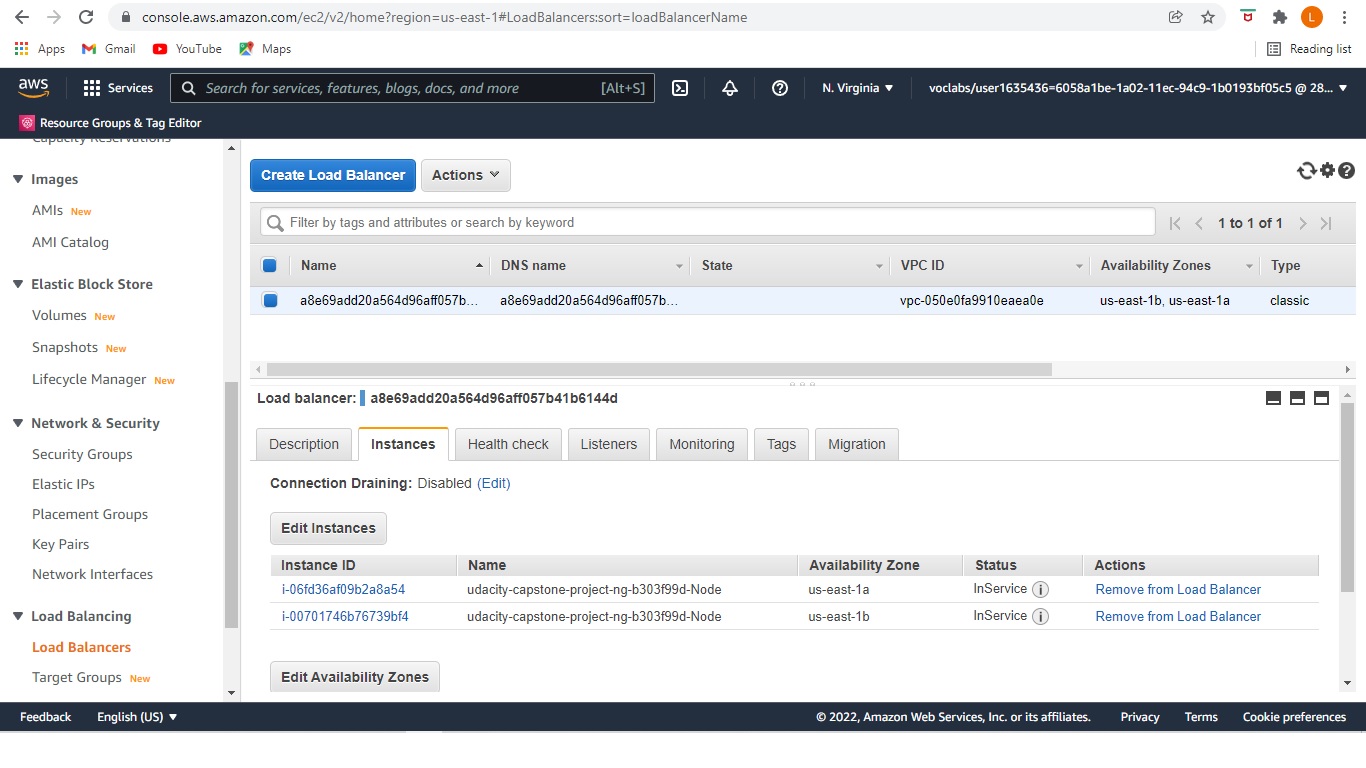 console.aws.amazon.com/ec2/v2/home?region=us-east-1#LoadBalancers:sort=loadBalancerName
L
Apps Gmail YouTube Maps Reading list
aws Services Search for services, features, blogs, docs, and more [Alt+S] N. Virginia voclabs/user1635436=6058a1be-1a02-11ec-94c9-1b0193bf05c5 @ 28...
Resource Groups & Tag Editor
Capacity Reservations
Images
AMIs New
AMI Catalog
Elastic Block Store
Volumes New
Snapshots New
Lifecycle Manager New
Network & Security
Security Groups
Elastic IPs
Placement Groups
Key Pairs
Network Interfaces
Load Balancing
Load Balancers
Target Groups New
Create Load Balancer Actions
Filter by tags and attributes or search by keyword 1 to 1 of 1
Name DNS name State VPC ID Availability Zones Type
a8e69add20a564d96aff057b... a8e69add20a564d96aff057b... vpc-050e0fa9910eaea0e us-east-1b, us-east-1a classic
Load balancer: a8e69add20a564d96aff057b41b6144d
Description Instances Health check Listeners Monitoring Tags Migration
Connection Draining: Disabled (Edit)
Edit Instances
Instance ID Name Availability Zone Status Actions
i-06fd36af09b2a8a54 udacity-capstone-project-ng-b303f99d-Node us-east-1a InService i Remove from Load Balancer
i-00701746b76739bf4 udacity-capstone-project-ng-b303f99d-Node us-east-1b InService i Remove from Load Balancer
Edit Availability Zones
Feedback English (US) © 2022, Amazon Web Services, Inc. or its affiliates. Privacy Terms Cookie preferences